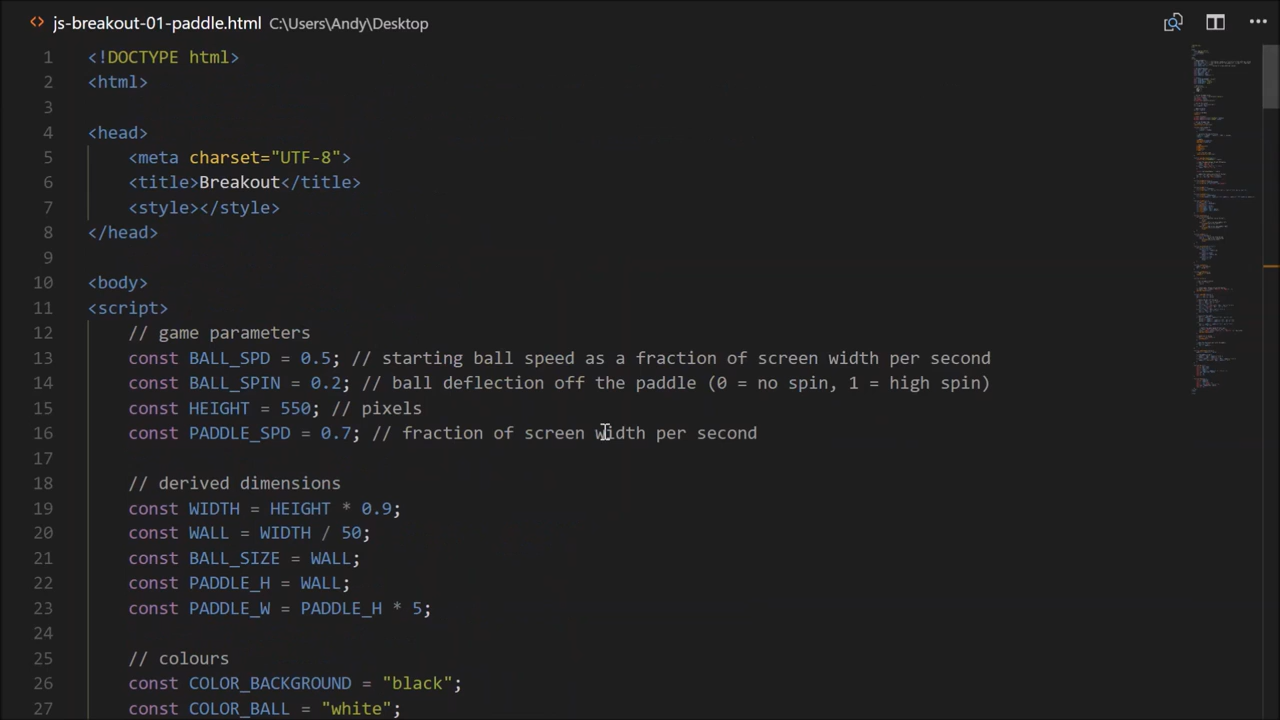 js-breakout-01-paddle.html C:\Users\Andy\Desktop
1 <!DOCTYPE html>
2 <html>
3
4 <head>
5 <meta charset="UTF-8">
6 <title>Breakout</title>
7 <style></style>
8 </head>
9
10 <body>
11 <script>
12 // game parameters
13 const BALL_SPD = 0.5; // starting ball speed as a fraction of screen width per second
14 const BALL_SPIN = 0.2; // ball deflection off the paddle (0 = no spin, 1 = high spin)
15 const HEIGHT = 550; // pixels
16 const PADDLE_SPD = 0.7; // fraction of screen width per second
17
18 // derived dimensions
19 const WIDTH = HEIGHT * 0.9;
20 const WALL = WIDTH / 50;
21 const BALL_SIZE = WALL;
22 const PADDLE_H = WALL;
23 const PADDLE_W = PADDLE_H * 5;
24
25 // colours
26 const COLOR_BACKGROUND = "black";
27 const COLOR_BALL = "white";